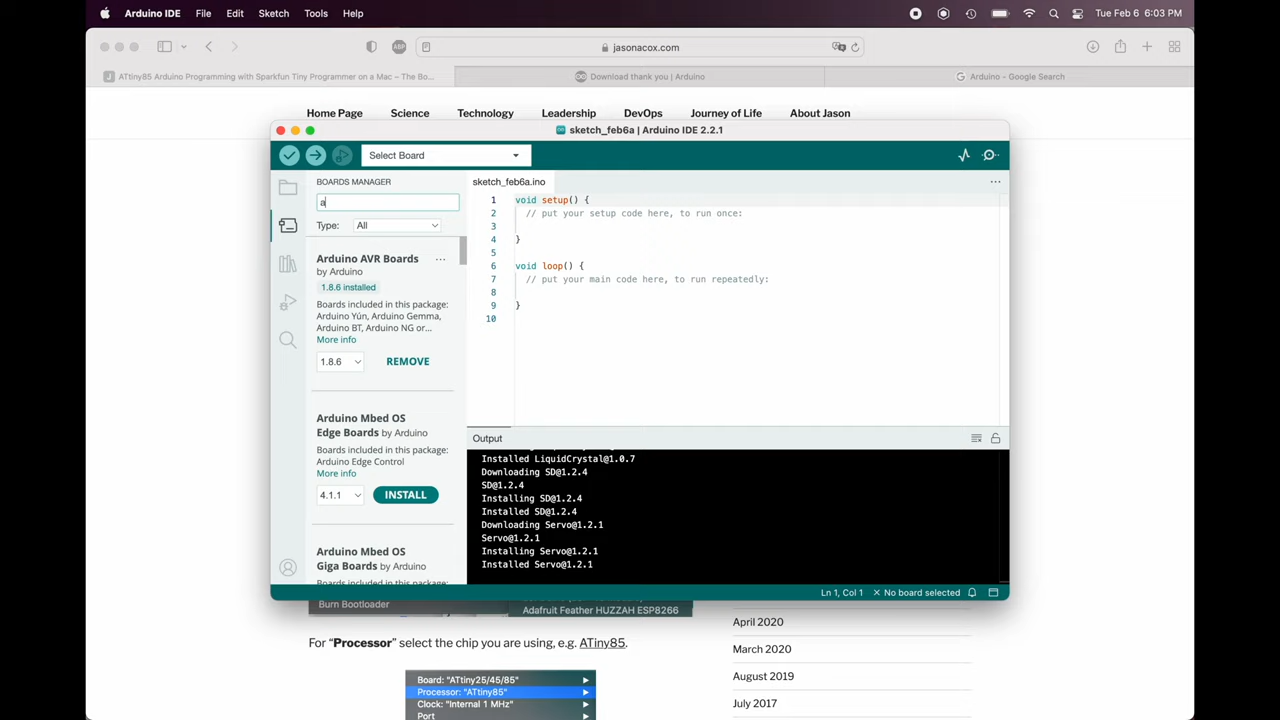 Arduino IDE File Edit Sketch Tools Help
Tue Feb 6 6:03 PM
ABP
jasonacox.com
ATtiny85 Arduino Programming with Sparkfun Tiny Programmer on a Mac – The Bo...
Download thank you | Arduino
Arduino - Google Search
Home Page Science Technology Leadership DevOps Journey of Life About Jason
sketch_feb6a | Arduino IDE 2.2.1
Select Board
BOARDS MANAGER
a
Type: All
Arduino AVR Boards
by Arduino
1.8.6 installed
Boards included in this package:
Arduino Yún, Arduino Gemma,
Arduino BT, Arduino NG or...
More info
1.8.6 REMOVE
Arduino Mbed OS
Edge Boards by Arduino
Boards included in this package:
Arduino Edge Control
More info
4.1.1 INSTALL
Arduino Mbed OS
Giga Boards by Arduino
Boards included in this package:
sketch_feb6a.ino
1 void setup() {
2 // put your setup code here, to run once:
3
4 }
5
6 void loop() {
7 // put your main code here, to run repeatedly:
8
9 }
10
Output
Installed LiquidCrystal@1.0.7
Downloading SD@1.2.4
SD@1.2.4
Installing SD@1.2.4
Installed SD@1.2.4
Downloading Servo@1.2.1
Servo@1.2.1
Installing Servo@1.2.1
Installed Servo@1.2.1
Ln 1, Col 1 No board selected
Burn Bootloader
Adafruit Feather HUZZAH ESP8266
For “Processor” select the chip you are using, e.g. ATiny85.
Board: "ATtiny25/45/85"
Processor: "ATtiny85"
Clock: "Internal 1 MHz"
Port
April 2020
March 2020
August 2019
July 2017